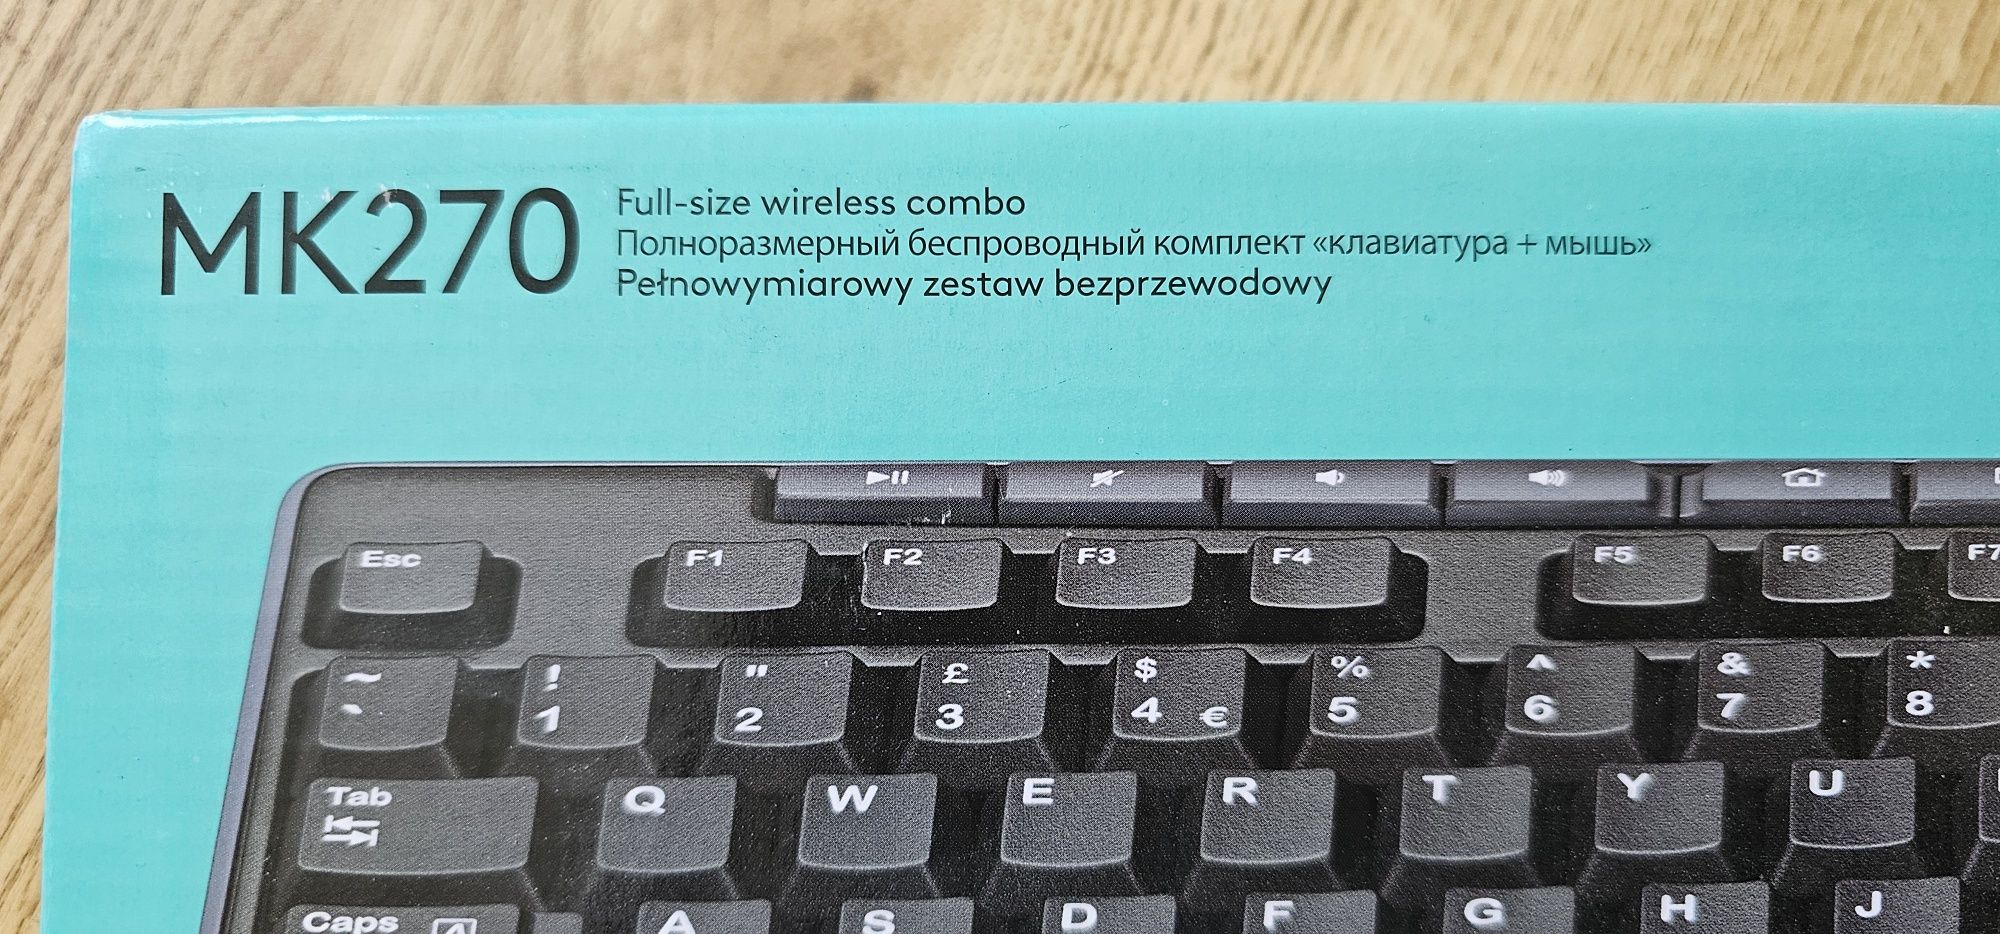 MK270
Full-size wireless combo
Полноразмерный беспроводный комплект «клавиатура + мышь»
Pełnowymiarowy zestaw bezprzewodowy
Esc F1 F2 F3 F4 F5 F6 F7
~ ! " £ $ % ^ & *
` 1 2 3 4 € 5 6 7 8
Tab Q W E R T Y U
Caps A S D F G H J